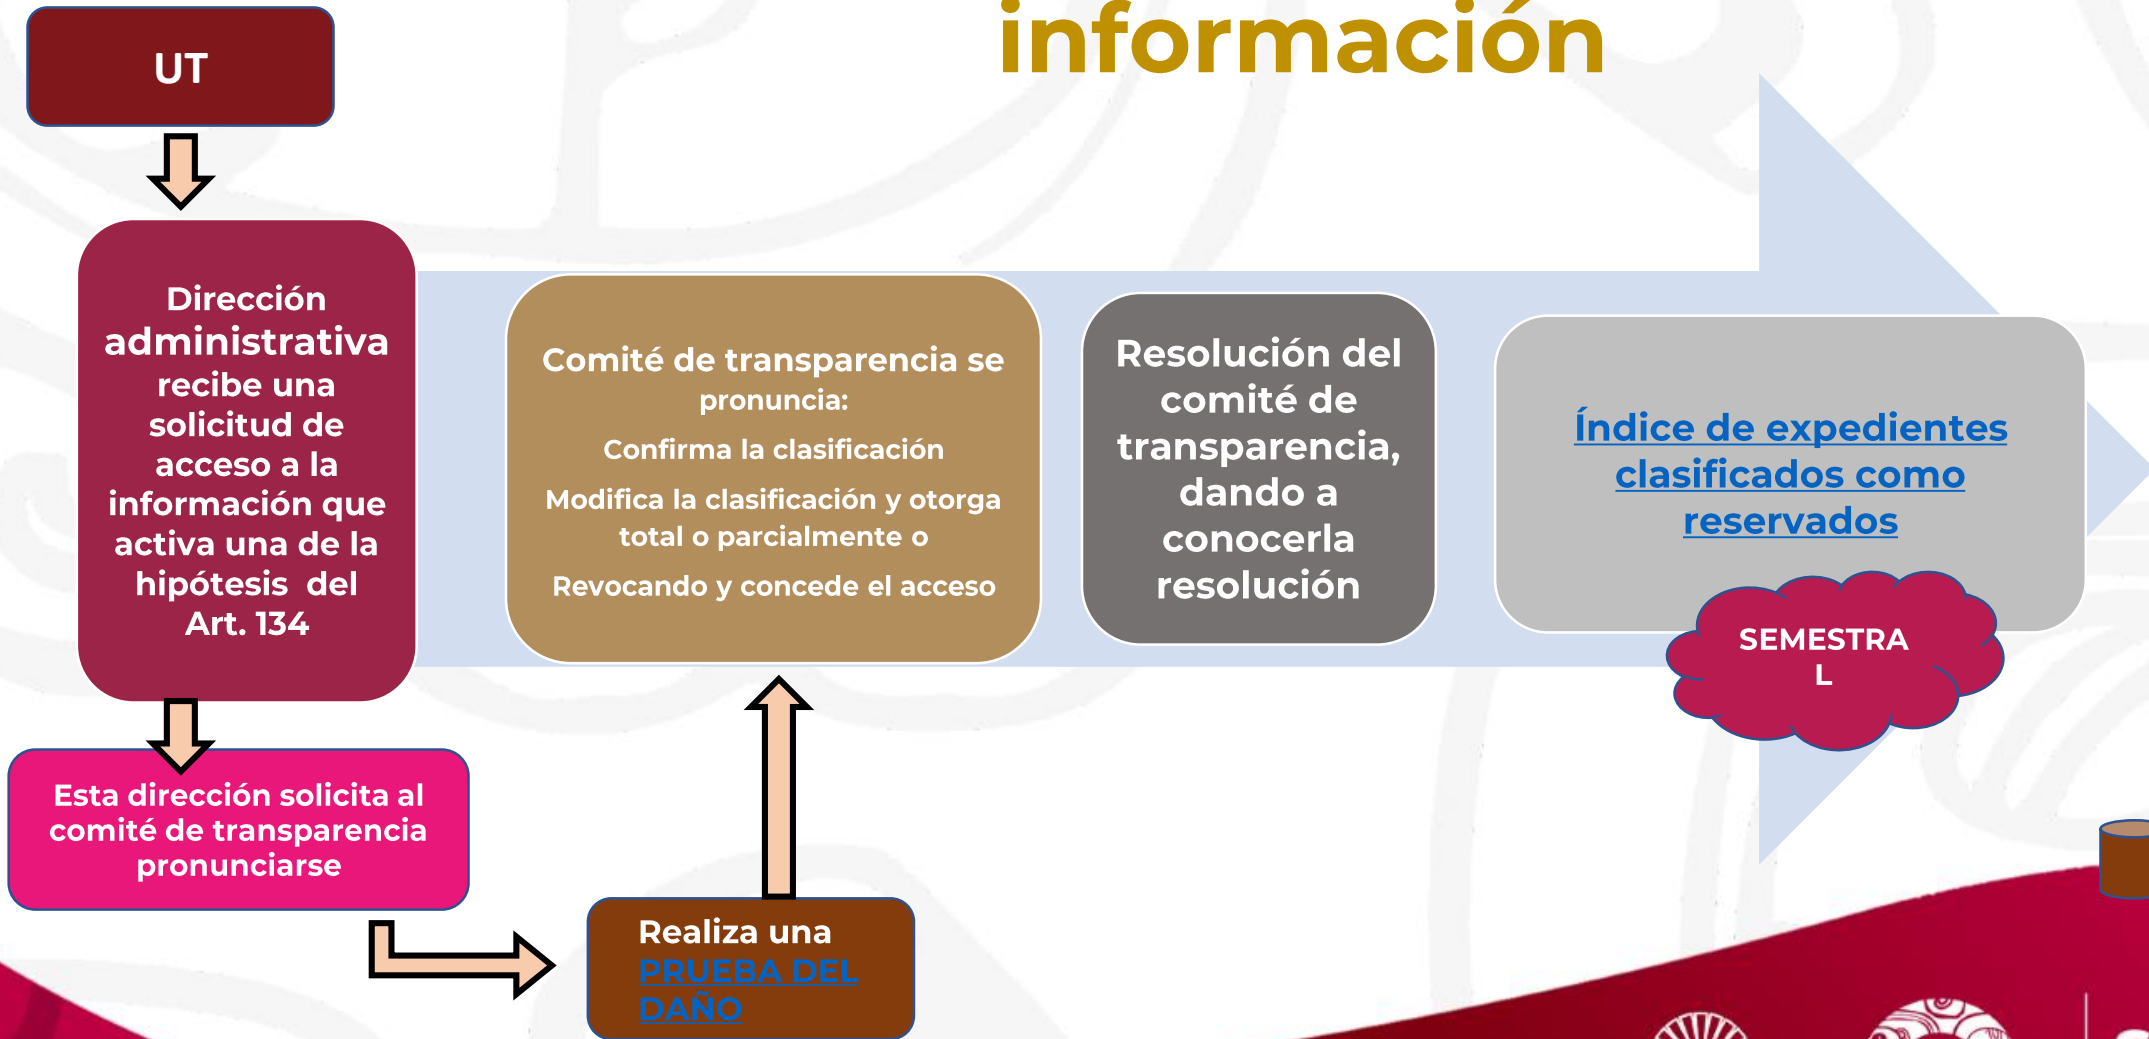 información
UT
Dirección
administrativa
recibe una
solicitud de
acceso a la
información que
activa una de la
hipótesis del
Art. 134
Esta dirección solicita al
comité de transparencia
pronunciarse
Realiza una
PRUEBA DEL
DAÑO
Comité de transparencia se
pronuncia:
Confirma la clasificación
Modifica la clasificación y otorga
total o parcialmente o
Revocando y concede el acceso
Resolución del
comité de
transparencia,
dando a
conocerla
resolución
Índice de expedientes
clasificados como
reservados
SEMESTRA
L